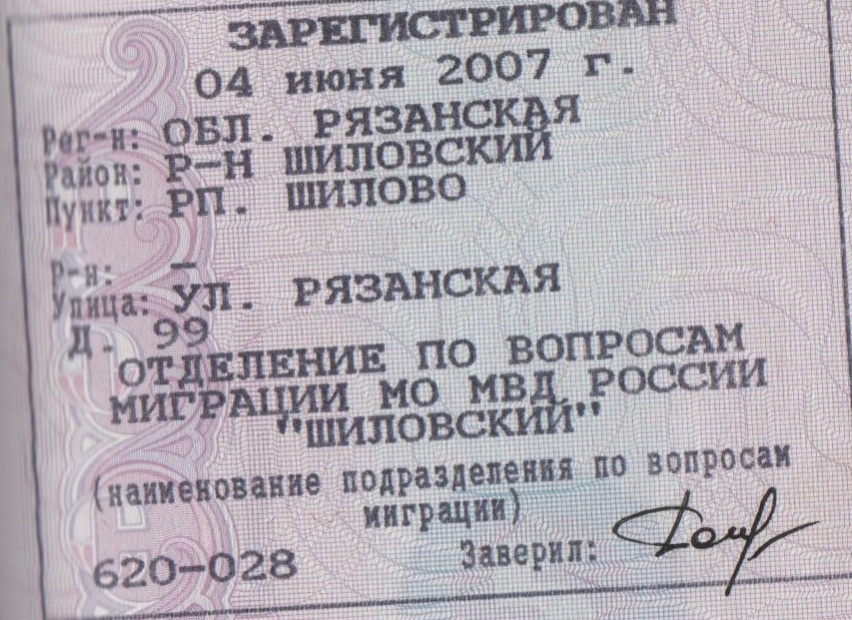 ЗАРЕГИСТРИРОВАН
04 июня 2007 г.
Рег-н: ОБЛ. РЯЗАНСКАЯ
Район: Р-Н ШИЛОВСКИЙ
Пункт: РП. ШИЛОВО
Р-н: –
Улица: УЛ. РЯЗАНСКАЯ
Д. 99
ОТДЕЛЕНИЕ ПО ВОПРОСАМ
МИГРАЦИИ МО МВД РОССИИ
"ШИЛОВСКИЙ"
(наименование подразделения по вопросам
миграции)
620-028 Заверил: